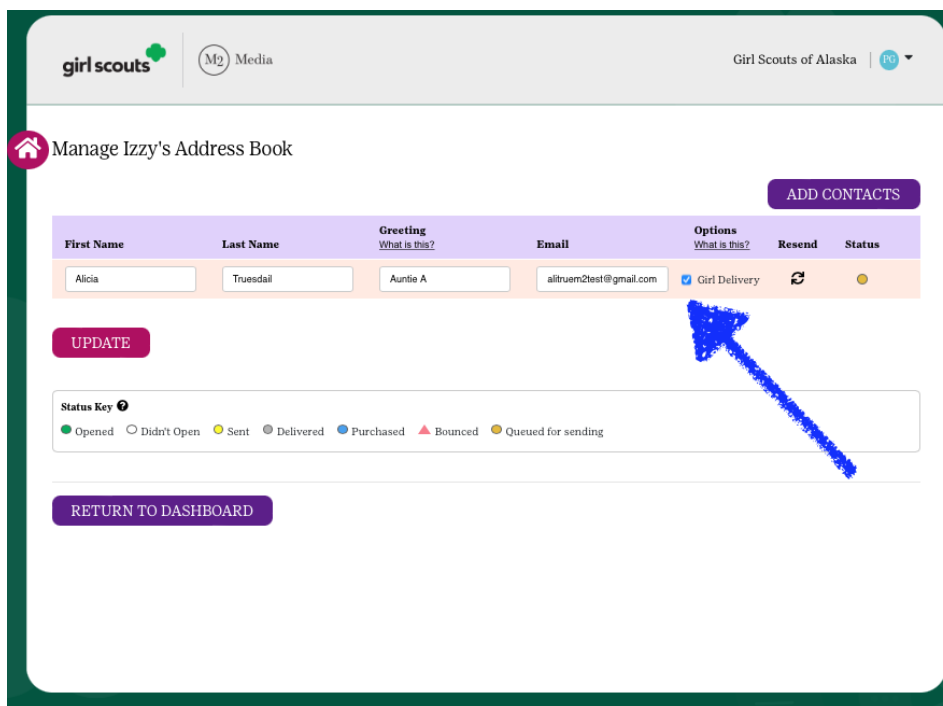 girl scouts M2 Media Girl Scouts of Alaska | PG
Manage Izzy's Address Book
ADD CONTACTS
First Name Last Name Greeting What is this? Email Options What is this? Resend Status
Alicia Truesdail Auntie A alitruem2test@gmail.com Girl Delivery
UPDATE
Status Key ?
Opened Didn't Open Sent Delivered Purchased Bounced Queued for sending
RETURN TO DASHBOARD